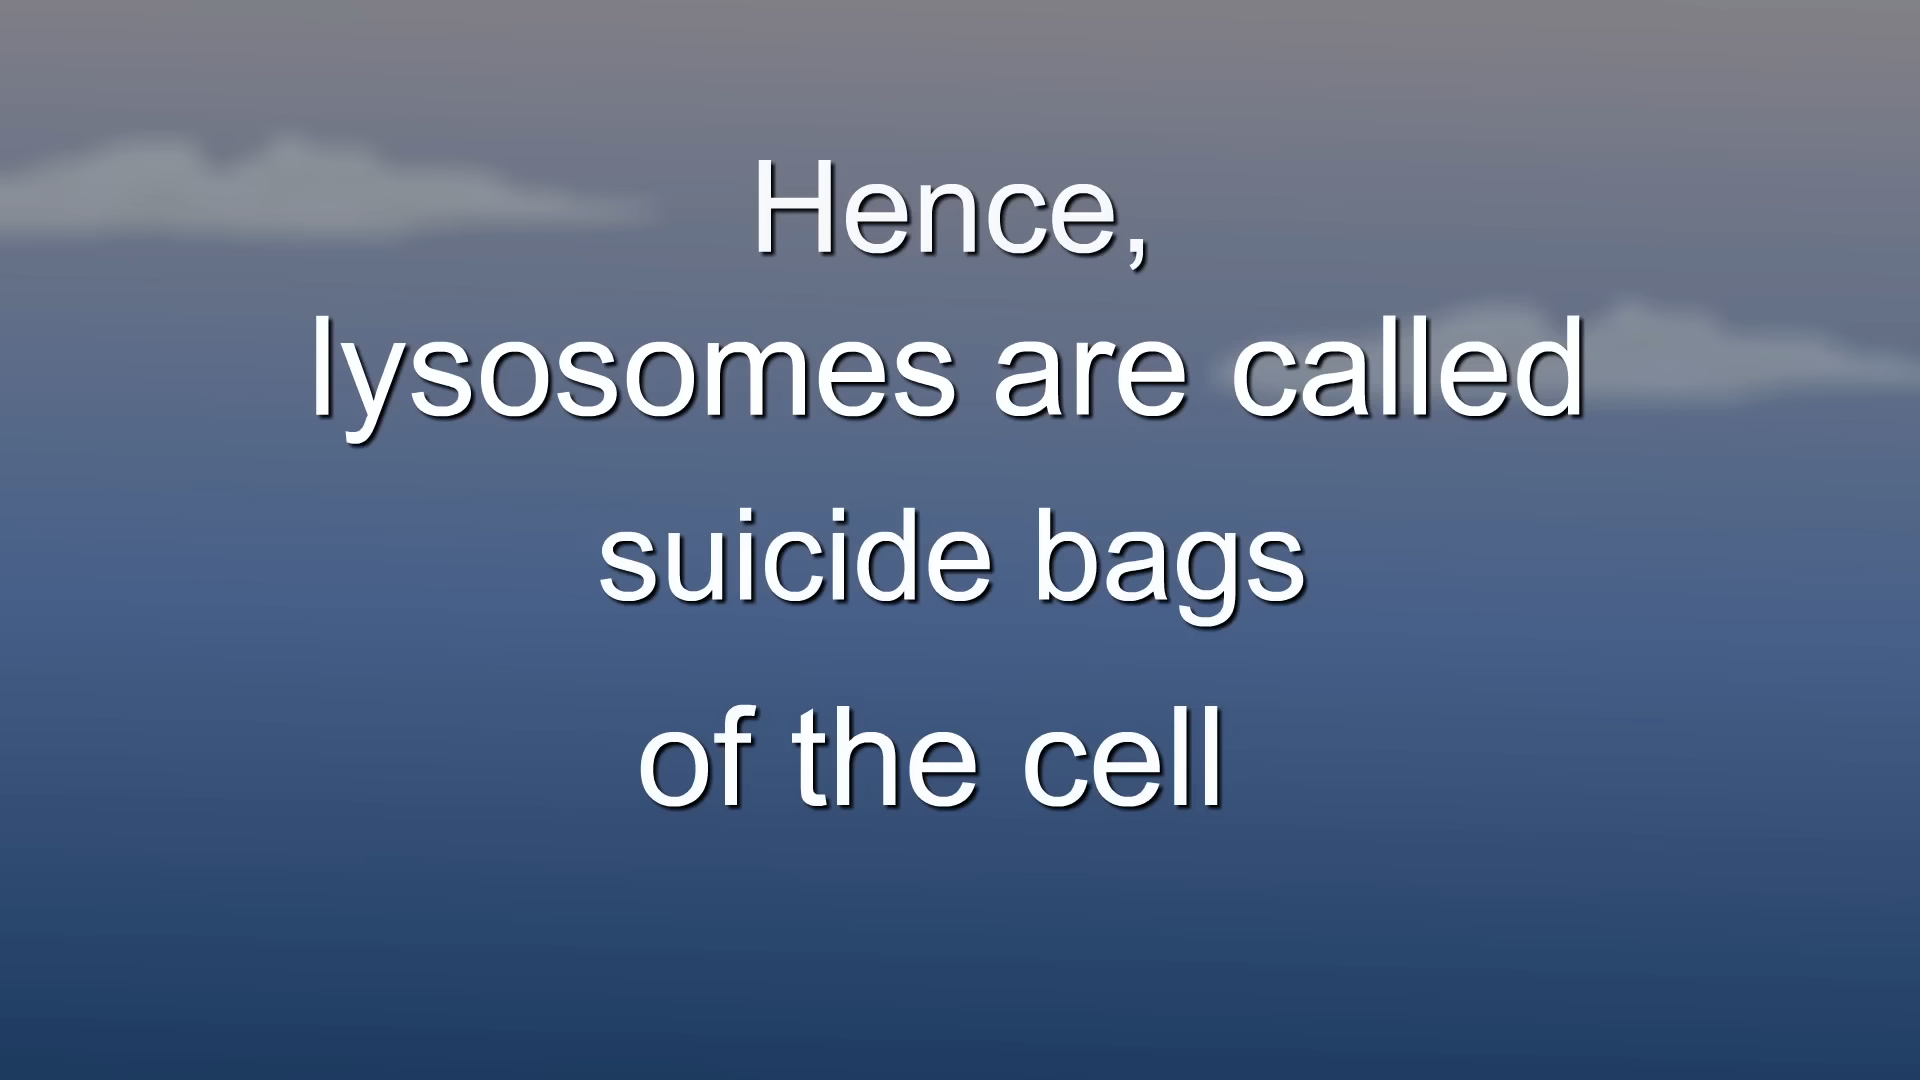 Hence,
lysosomes are called
suicide bags
of the cell